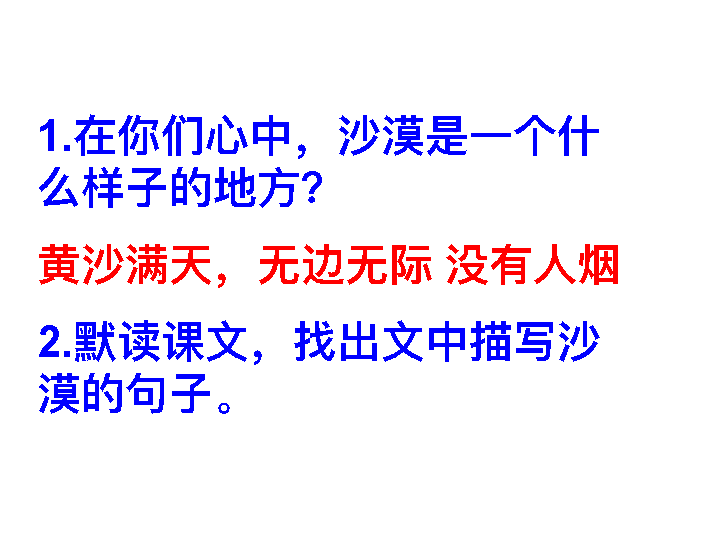 1.在你们心中，沙漠是一个什
么样子的地方?
黄沙满天，无边无际 没有人烟
2.默读课文，找出文中描写沙
漠的句子。